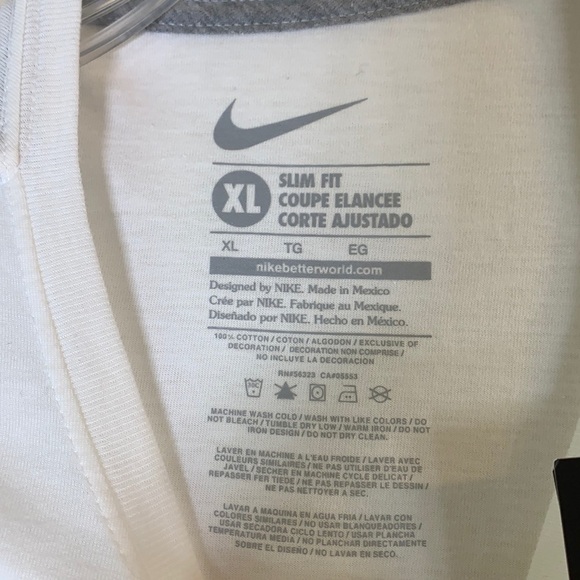 XL
SLIM FIT
COUPE ELANCEE
CORTE AJUSTADO
XL TG EG
nikebetterworld.com
Designed by NIKE. Made in Mexico
Crée par NIKE. Fabrique au Mexique.
Diseñado por NIKE. Hecho en México.
100% COTTON / COTON / ALGODON / EXCLUSIVE OF
DECORATION / DECORATION NON COMPRISE /
NO INCLUYE LA DECORACION
RN#56323 CA#05553
MACHINE WASH COLD / WASH WITH LIKE COLORS / DO
NOT BLEACH / TUMBLE DRY LOW / WARM IRON / DO NOT
IRON DESIGN / DO NOT DRY CLEAN.
LAVER EN MACHINE A L'EAU FROIDE / LAVER AVEC
COULEURS SIMILAIRES / NE PAS UTILISER D'EAU DE
JAVEL / SECHER EN MACHINE CYCLE DELICAT /
REPASSER FER TIEDE / NE PAS REPASSER LE DESSIN /
NE PAS NETTOYER A SEC.
LAVAR A MAQUINA EN AGUA FRIA / LAVAR CON
COLORES SIMILARES / NO USAR BLANQUEADORES /
USAR SECADORA CICLO LENTO / USAR PLANCHA
TEMPERATURA MEDIA / NO PLANCHAR DIRECTAMENTE
SOBRE EL DISEÑO / NO LAVAR EN SECO.